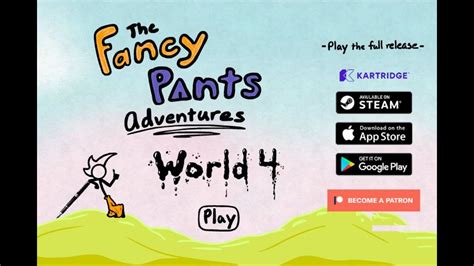 The
Fancy
Pants
Adventures
World 4
Play
-Play the full release-
KARTRIDGE®
AVAILABLE ON
STEAM®
Download on the
App Store
GET IT ON
Google Play
BECOME A PATRON